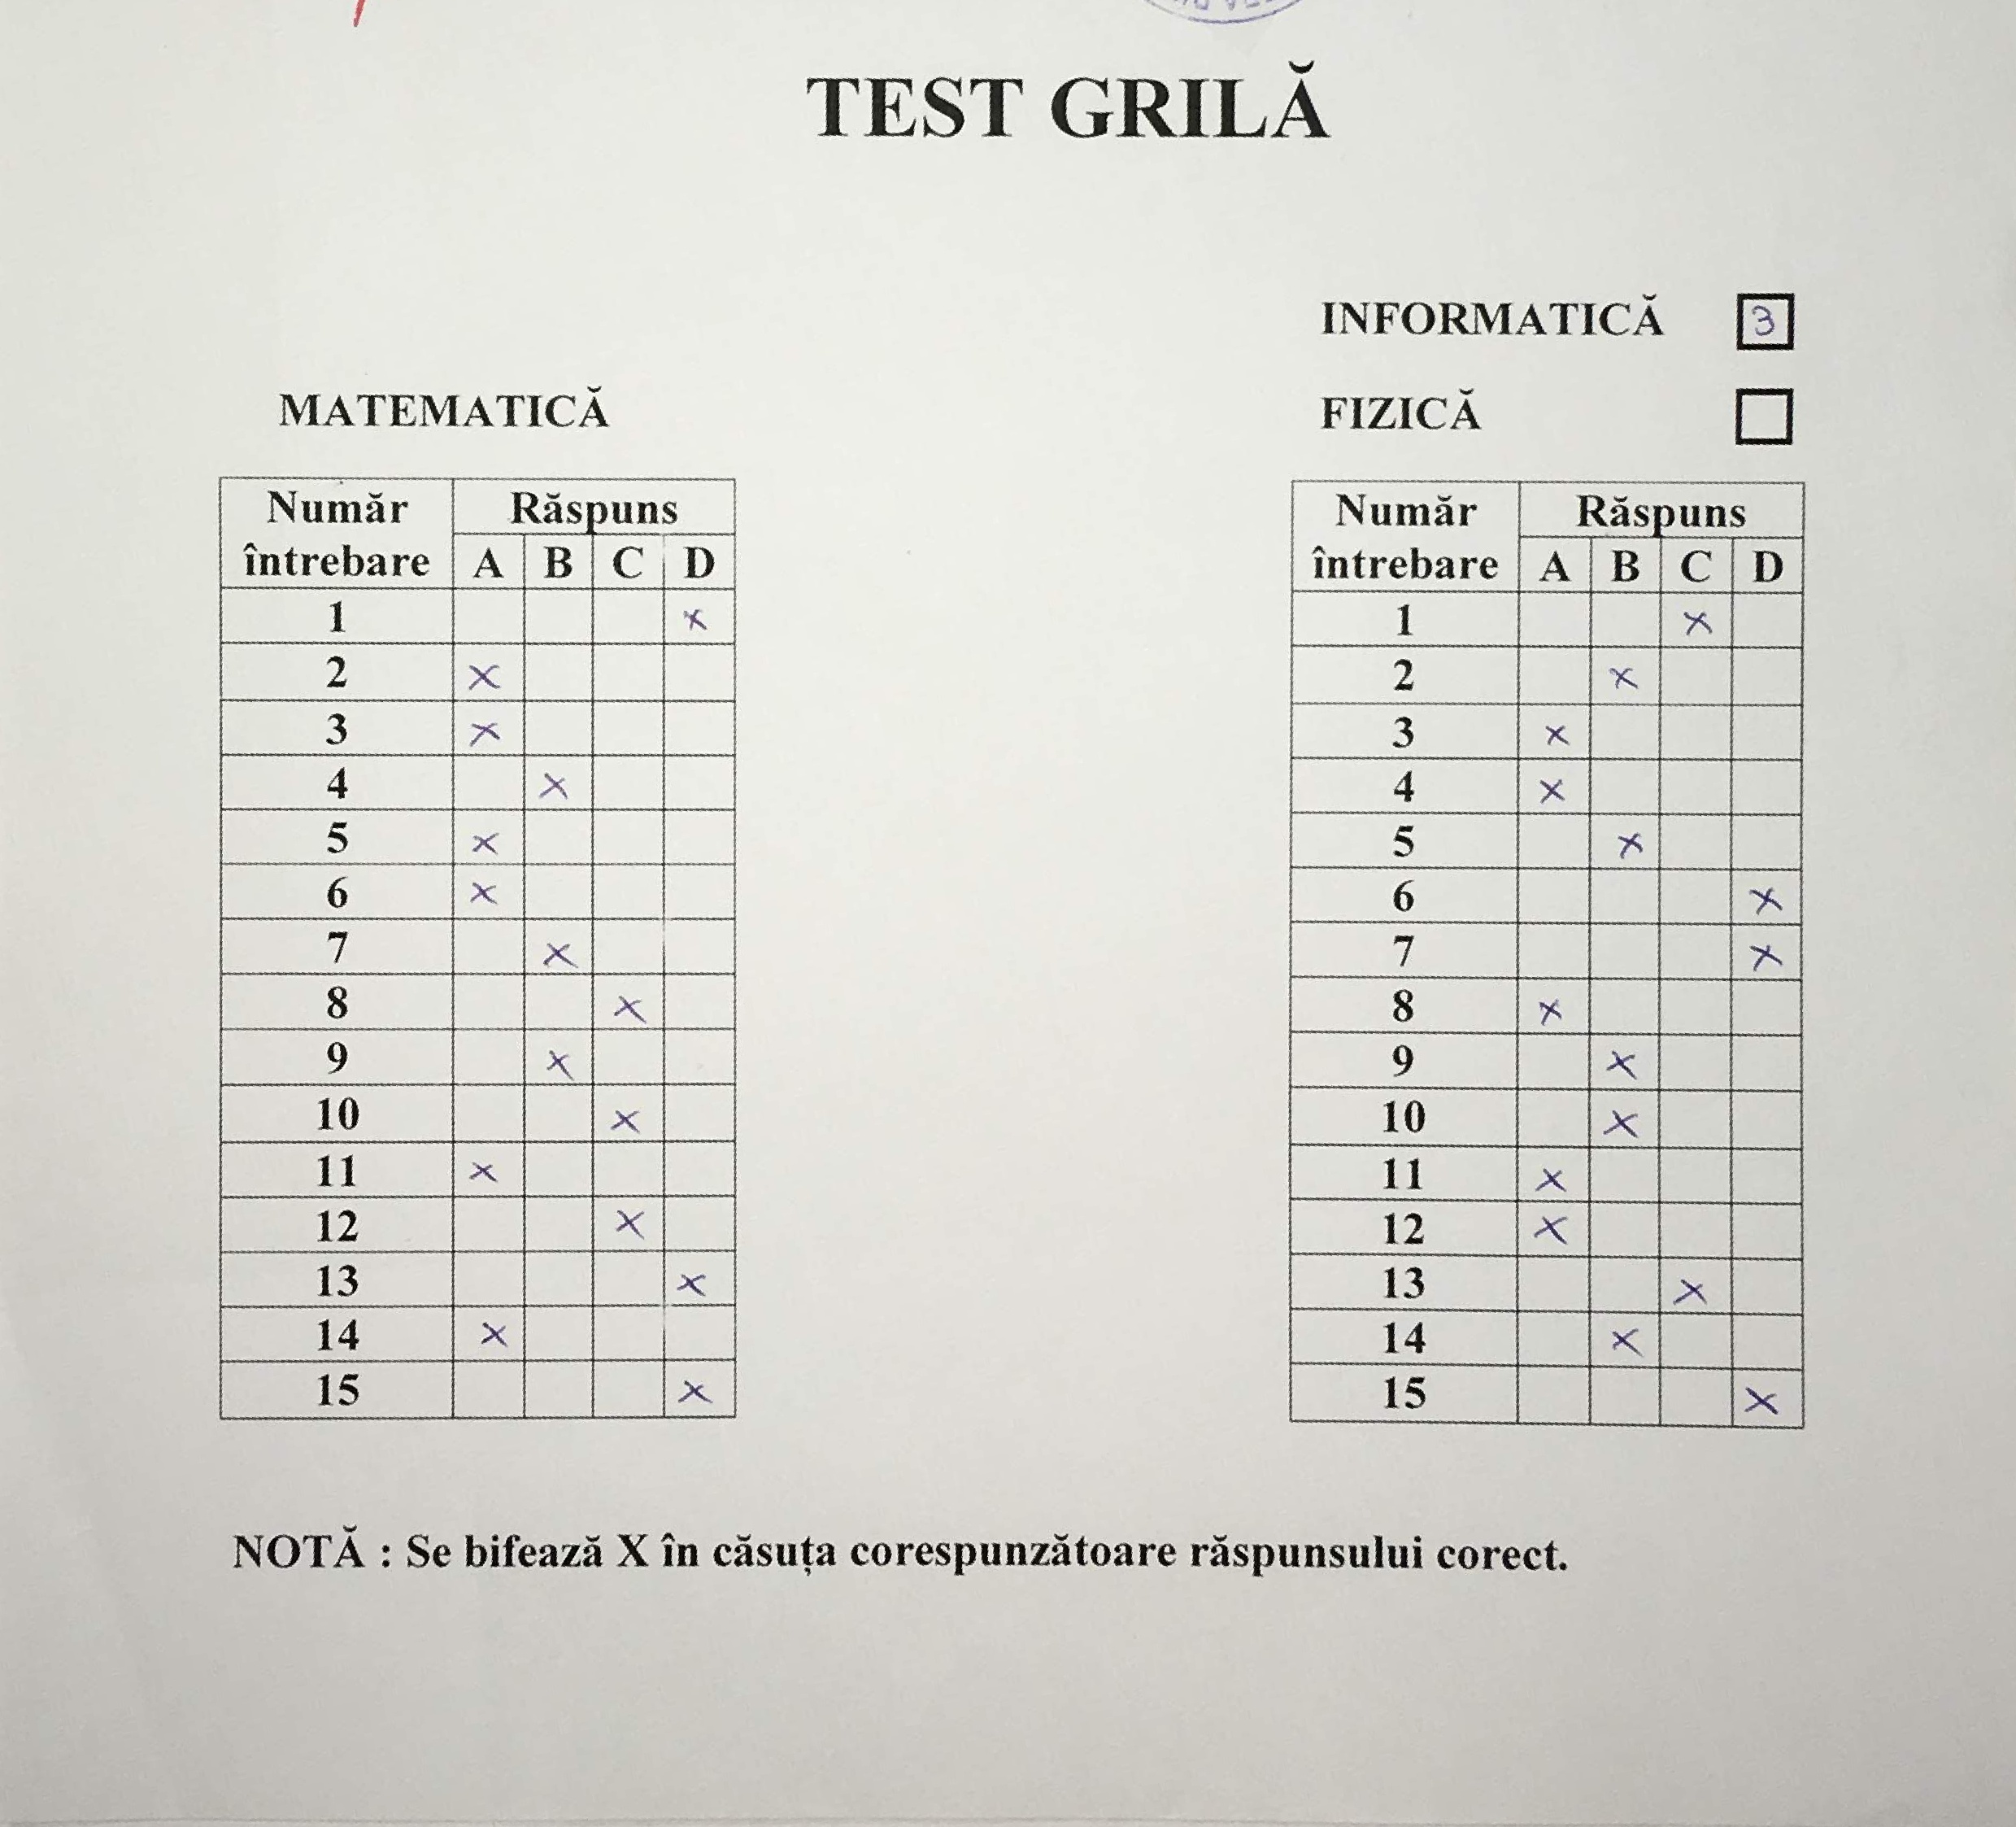 TEST GRILĂ
INFORMATICĂ 3
FIZICĂ
MATEMATICĂ
Număr întrebare Răspuns
A B C D
1 X
2 X
3 X
4 X
5 X
6 X
7 X
8 X
9 X
10 X
11 X
12 X
13 X
14 X
15 X
Număr întrebare Răspuns
A B C D
1 X
2 X
3 X
4 X
5 X
6 X
7 X
8 X
9 X
10 X
11 X
12 X
13 X
14 X
15 X
NOTĂ : Se bifează X în căsuța corespunzătoare răspunsului corect.